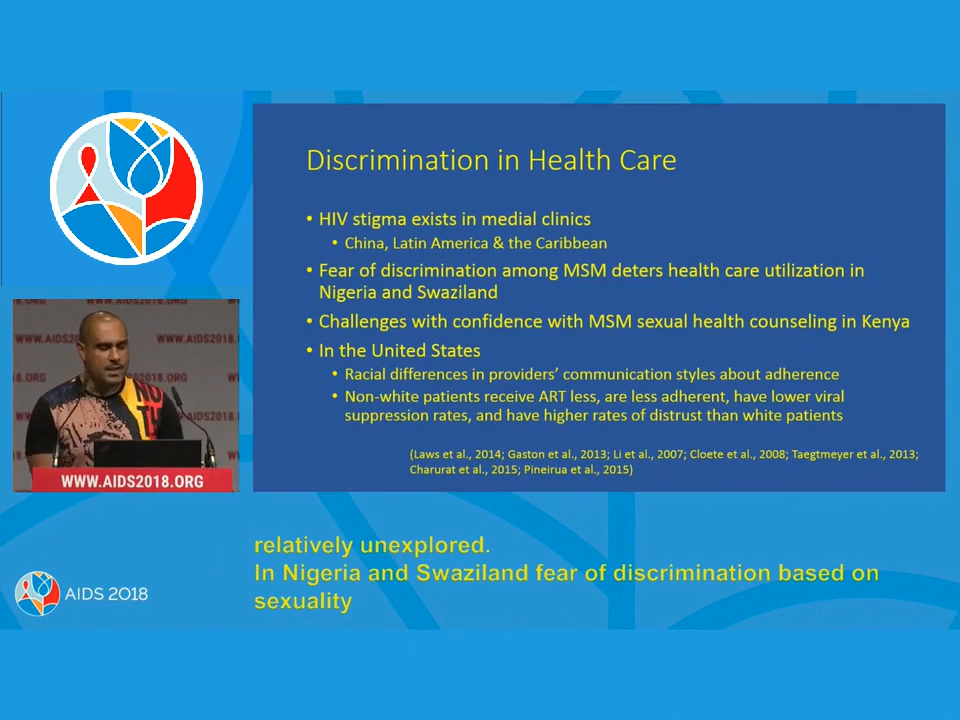 Discrimination in Health Care
• HIV stigma exists in medial clinics
• China, Latin America & the Caribbean
• Fear of discrimination among MSM deters health care utilization in
Nigeria and Swaziland
• Challenges with confidence with MSM sexual health counseling in Kenya
• In the United States
• Racial differences in providers' communication styles about adherence
• Non-white patients receive ART less, are less adherent, have lower viral
suppression rates, and have higher rates of distrust than white patients
(Laws et al., 2014; Gaston et al., 2013; Li et al., 2007; Cloete et al., 2008; Taegtmeyer et al., 2013;
Charurat et al., 2015; Pineirua et al., 2015)
WWW.AIDS2018.
WWW.AIDS2018.ORG
relatively unexplored.
In Nigeria and Swaziland fear of discrimination based on
sexuality
AIDS 2018